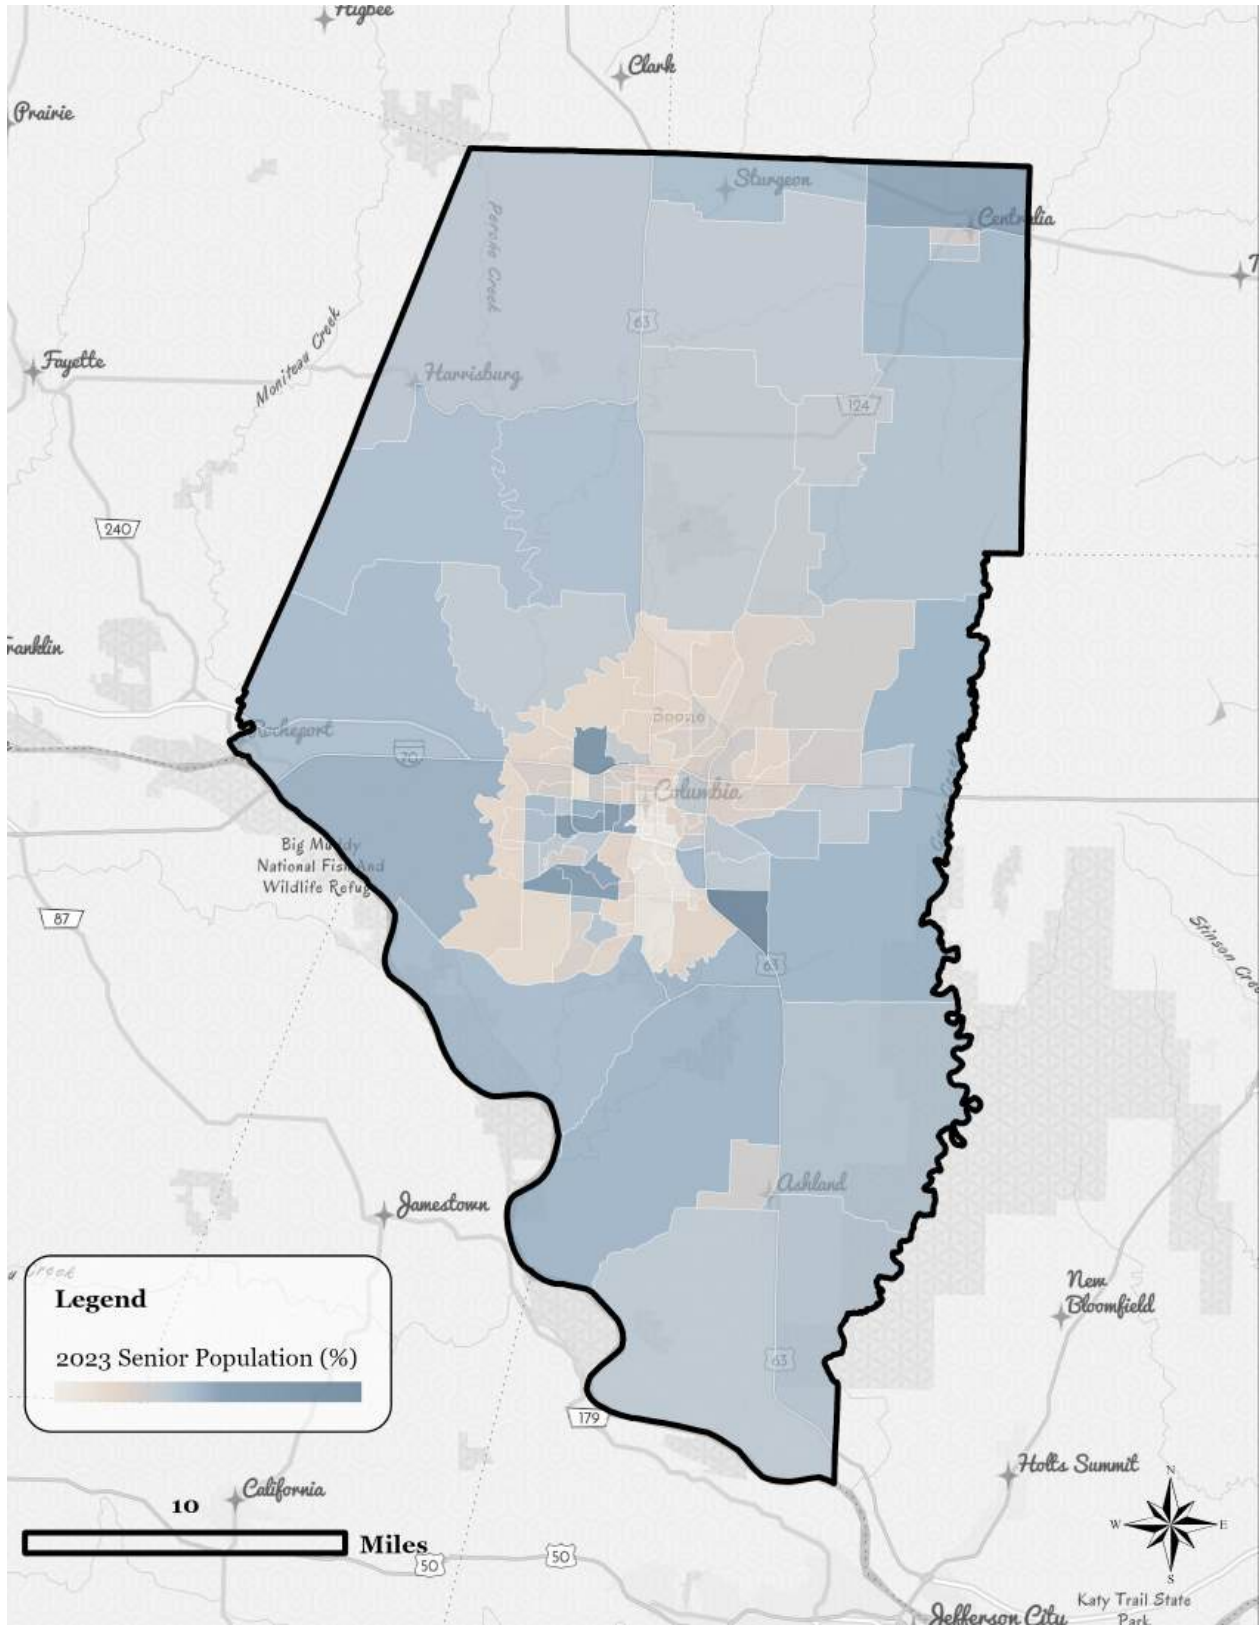 Higbee
Clark
Prairie
Sturgeon
Centralia
Perche Creek
63
Fayette
Moniteau Creek
Harrisburg
124
240
Boone
Rocheport
70
Columbia
Big Muddy
National Fish And
Wildlife Refug
87
63
Stinson Cree
Ashland
Jamestown
Creek
New
Bloomfield
Legend
2023 Senior Population (%)
63
179
Holts Summit
California
10
Miles
50
50
N
W
E
S
Katy Trail State
Park
Jefferson City